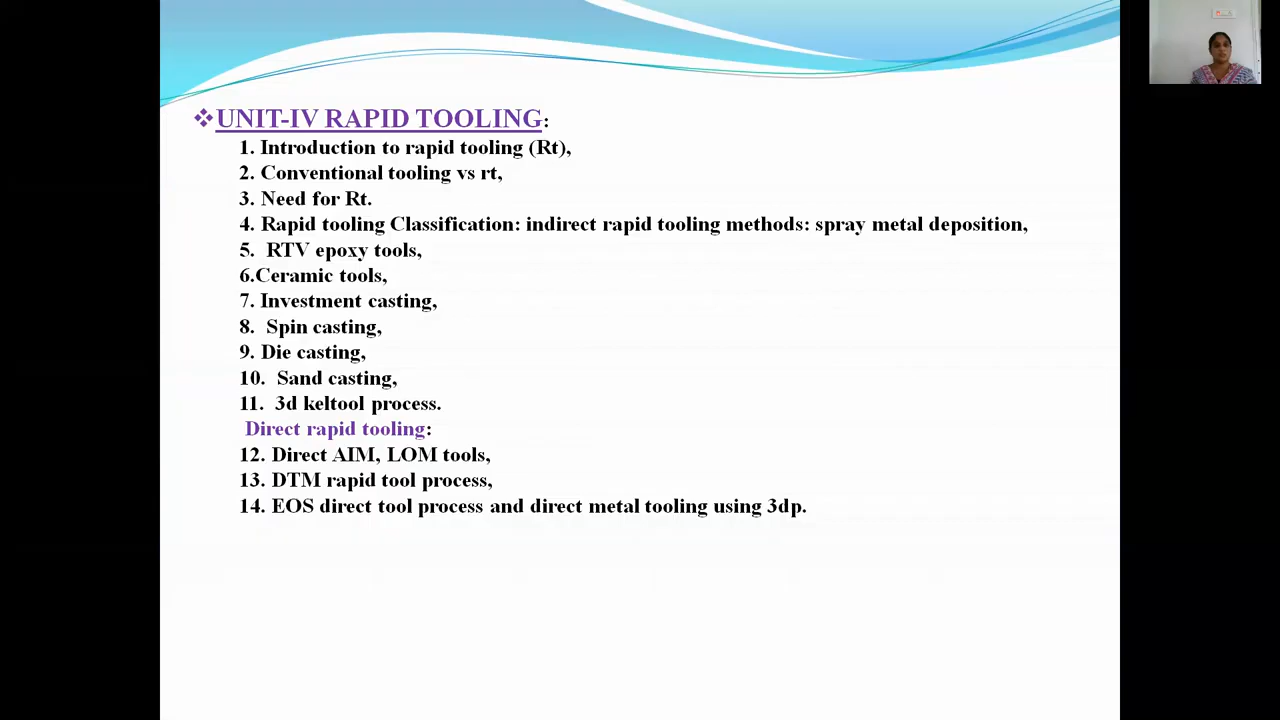 ❖UNIT-IV RAPID TOOLING:
1. Introduction to rapid tooling (Rt),
2. Conventional tooling vs rt,
3. Need for Rt.
4. Rapid tooling Classification: indirect rapid tooling methods: spray metal deposition,
5. RTV epoxy tools,
6.Ceramic tools,
7. Investment casting,
8. Spin casting,
9. Die casting,
10. Sand casting,
11. 3d keltool process.
Direct rapid tooling:
12. Direct AIM, LOM tools,
13. DTM rapid tool process,
14. EOS direct tool process and direct metal tooling using 3dp.